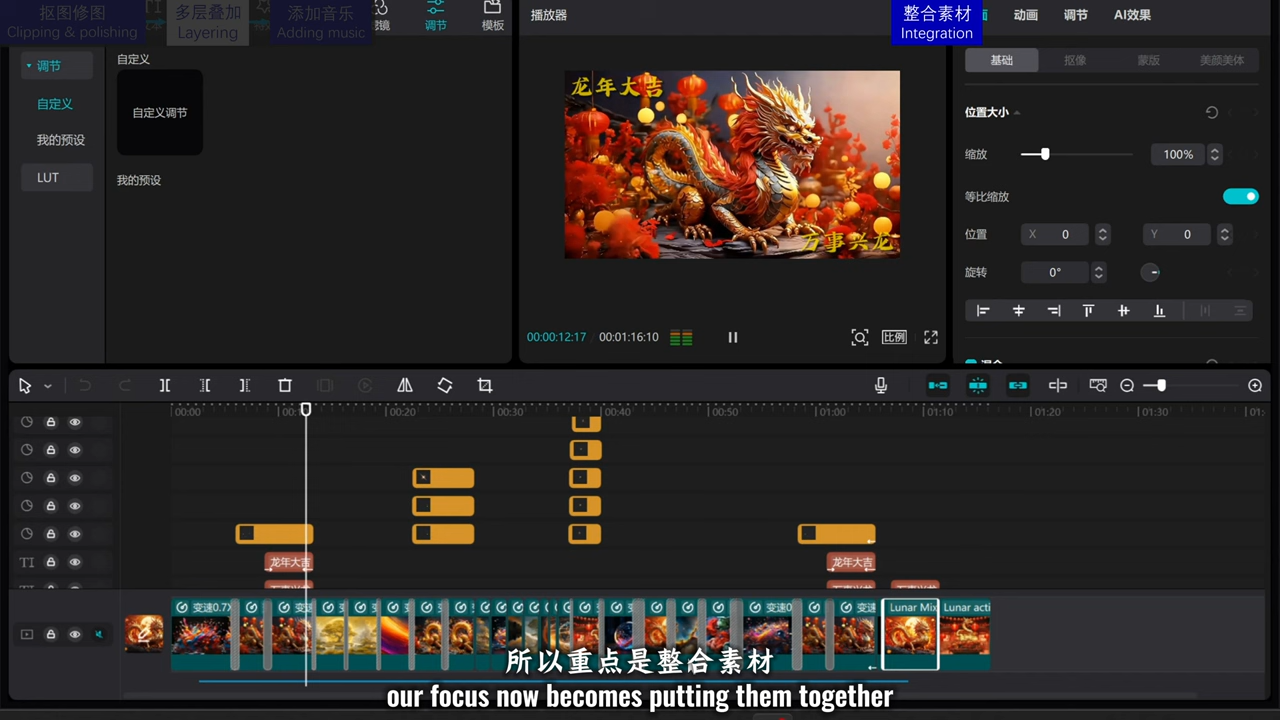 抠图修图
Clipping & polishing
多层叠加
Layering
添加音乐
Adding music
调节
模板
播放器
整合素材
Integration
动画
调节
AI效果
调节
自定义
我的预设
LUT
自定义
自定义调节
我的预设
龙年大吉
万事兴龙
00:00:12:17
00:01:16:10
比例
基础
抠像
蒙版
美颜美体
位置大小
缩放
100%
等比缩放
位置
X 0
Y 0
旋转
0°
00:00
00:20
00:30
00:40
00:50
01:00
01:10
01:20
01:30
TI
龙年大吉
龙年大吉
变速0.7X
变速0
Lunar Mix
Lunar acti
所以重点是整合素材
our focus now becomes putting them together